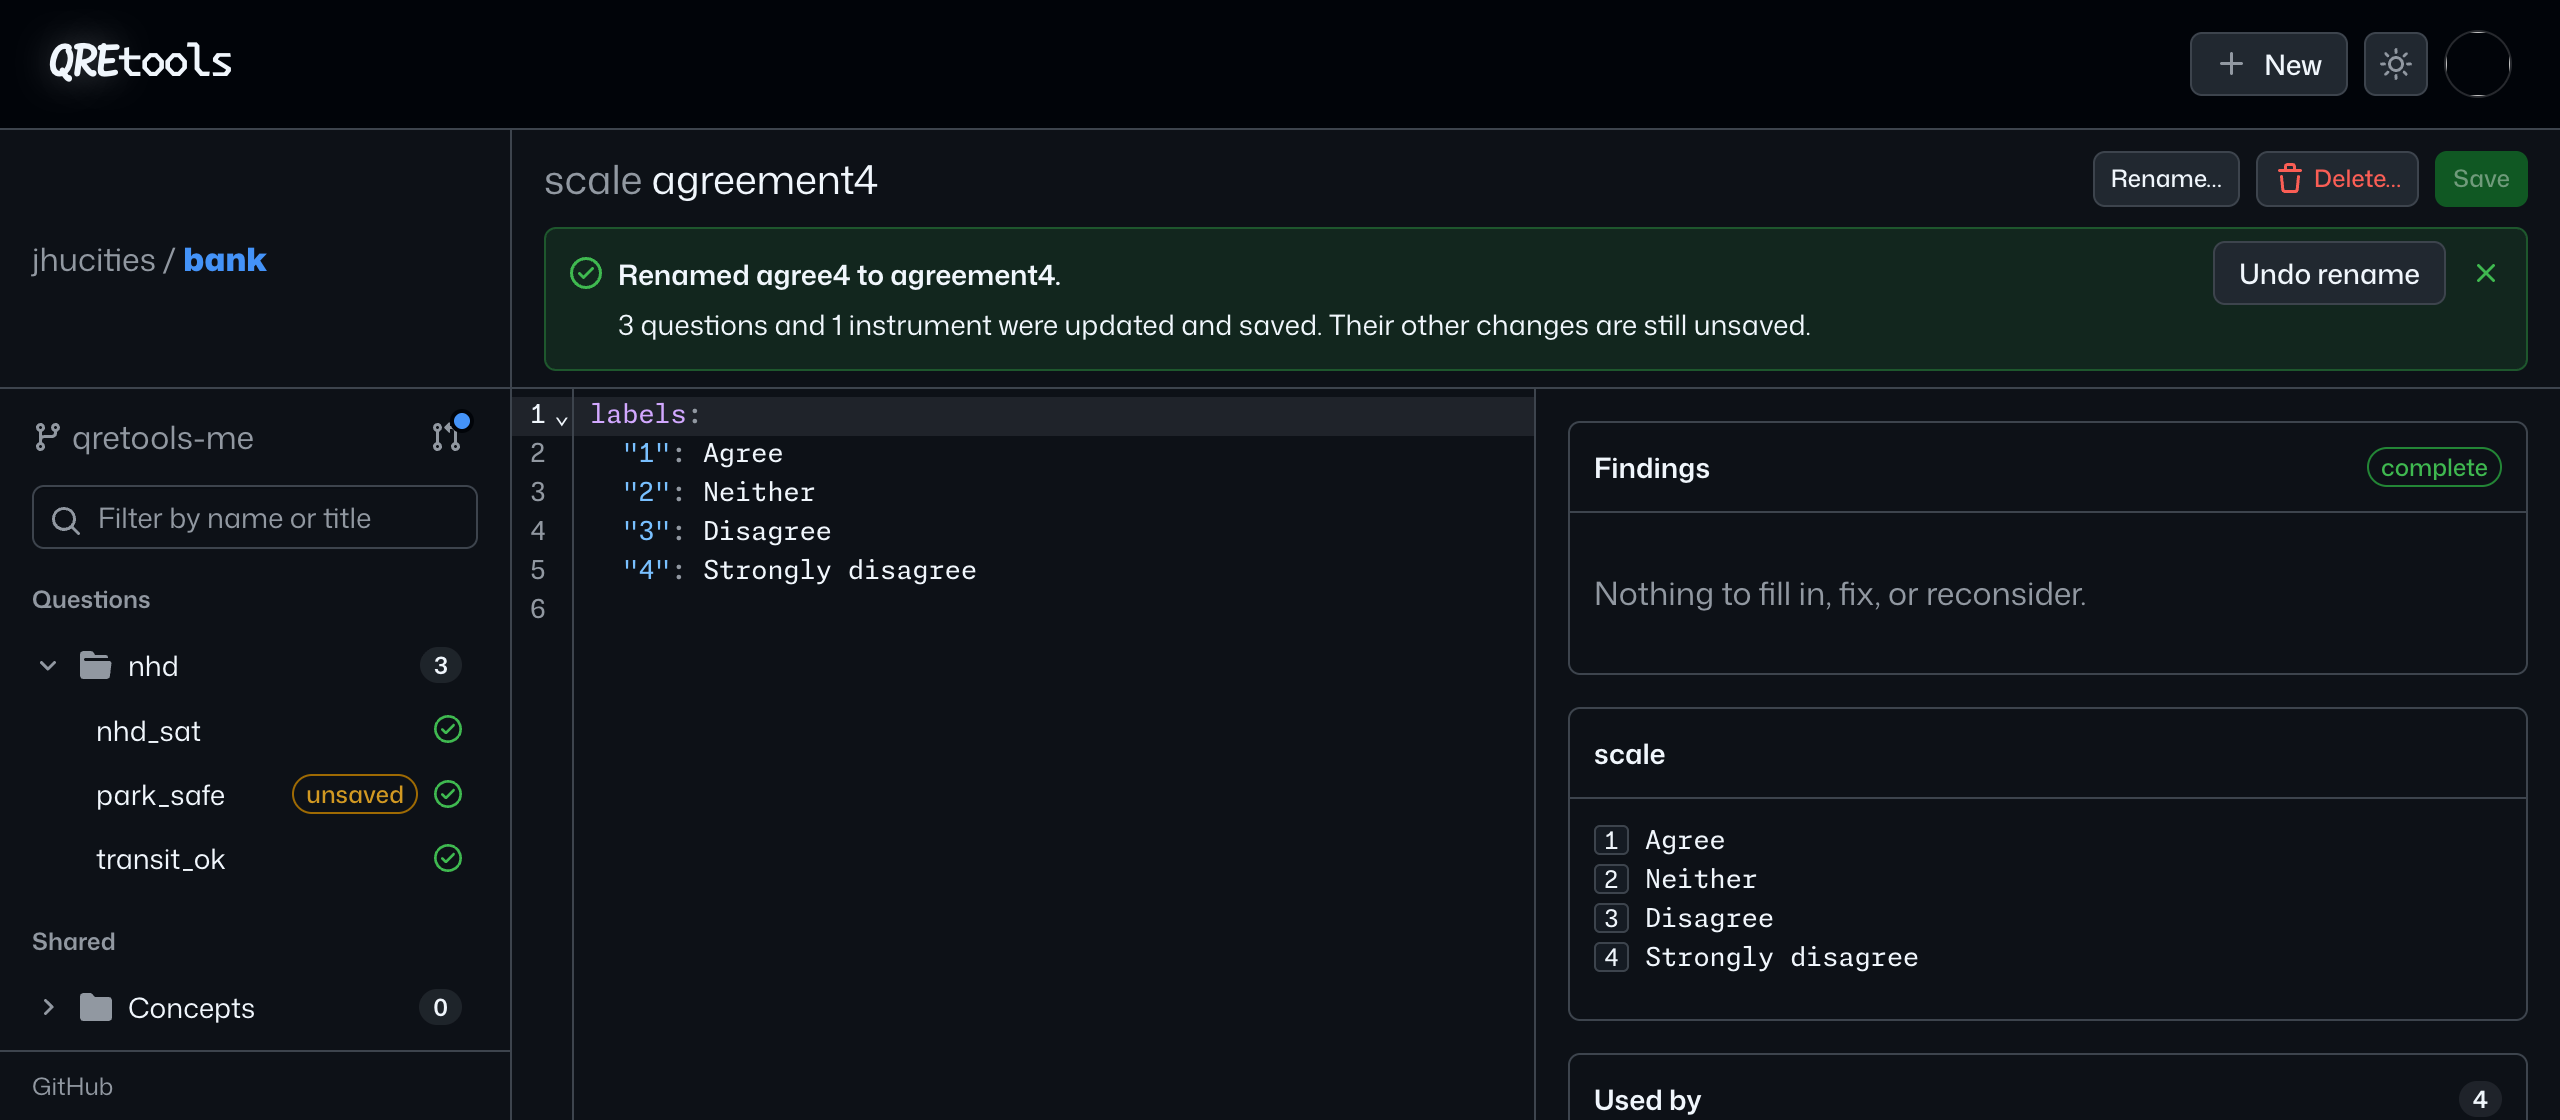 QREtools
New
jhucities / bank
scale agreement4
Rename...
Delete...
Save
Renamed agree4 to agreement4.
3 questions and 1 instrument were updated and saved. Their other changes are still unsaved.
Undo rename
qretools-me
Filter by name or title
Questions
nhd 3
nhd_sat
park_safe unsaved
transit_ok
Shared
Concepts 0
GitHub
1 labels:
2 "1": Agree
3 "2": Neither
4 "3": Disagree
5 "4": Strongly disagree
6
Findings complete
Nothing to fill in, fix, or reconsider.
scale
1 Agree
2 Neither
3 Disagree
4 Strongly disagree
Used by 4